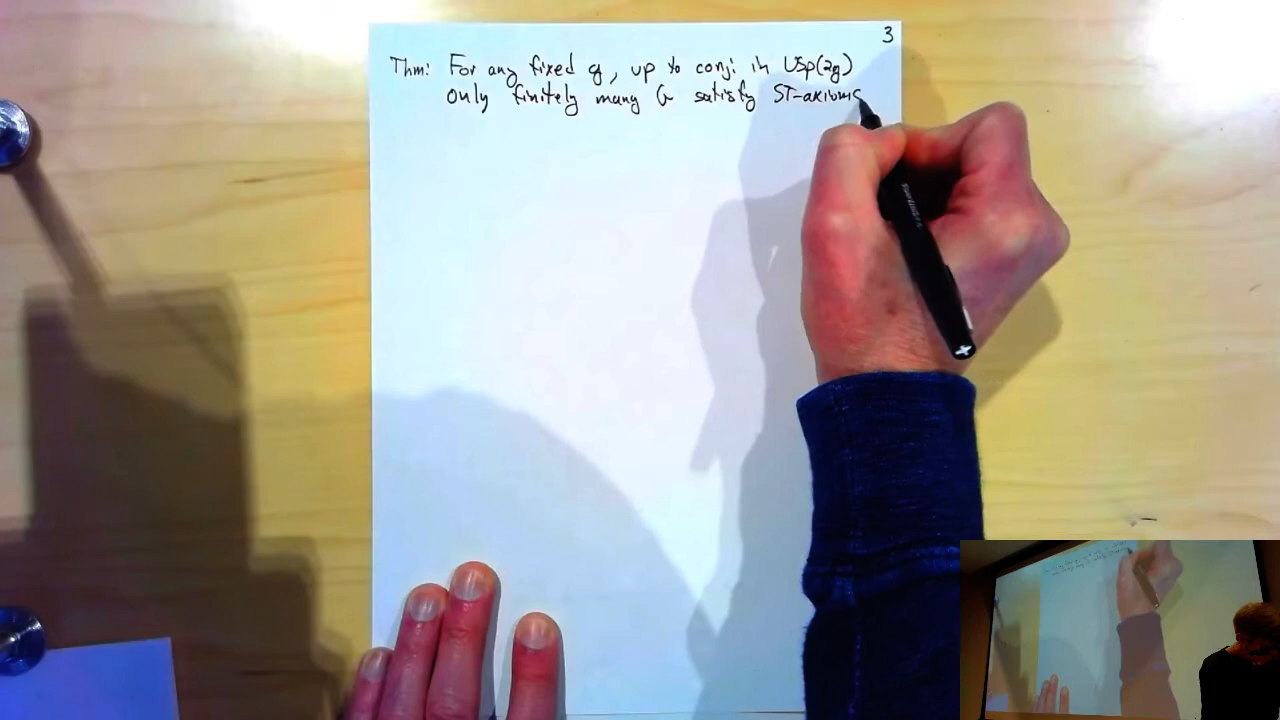 3
Thm: For any fixed g, up to conj. in USp(2g)
only finitely many G satisfy ST-axioms